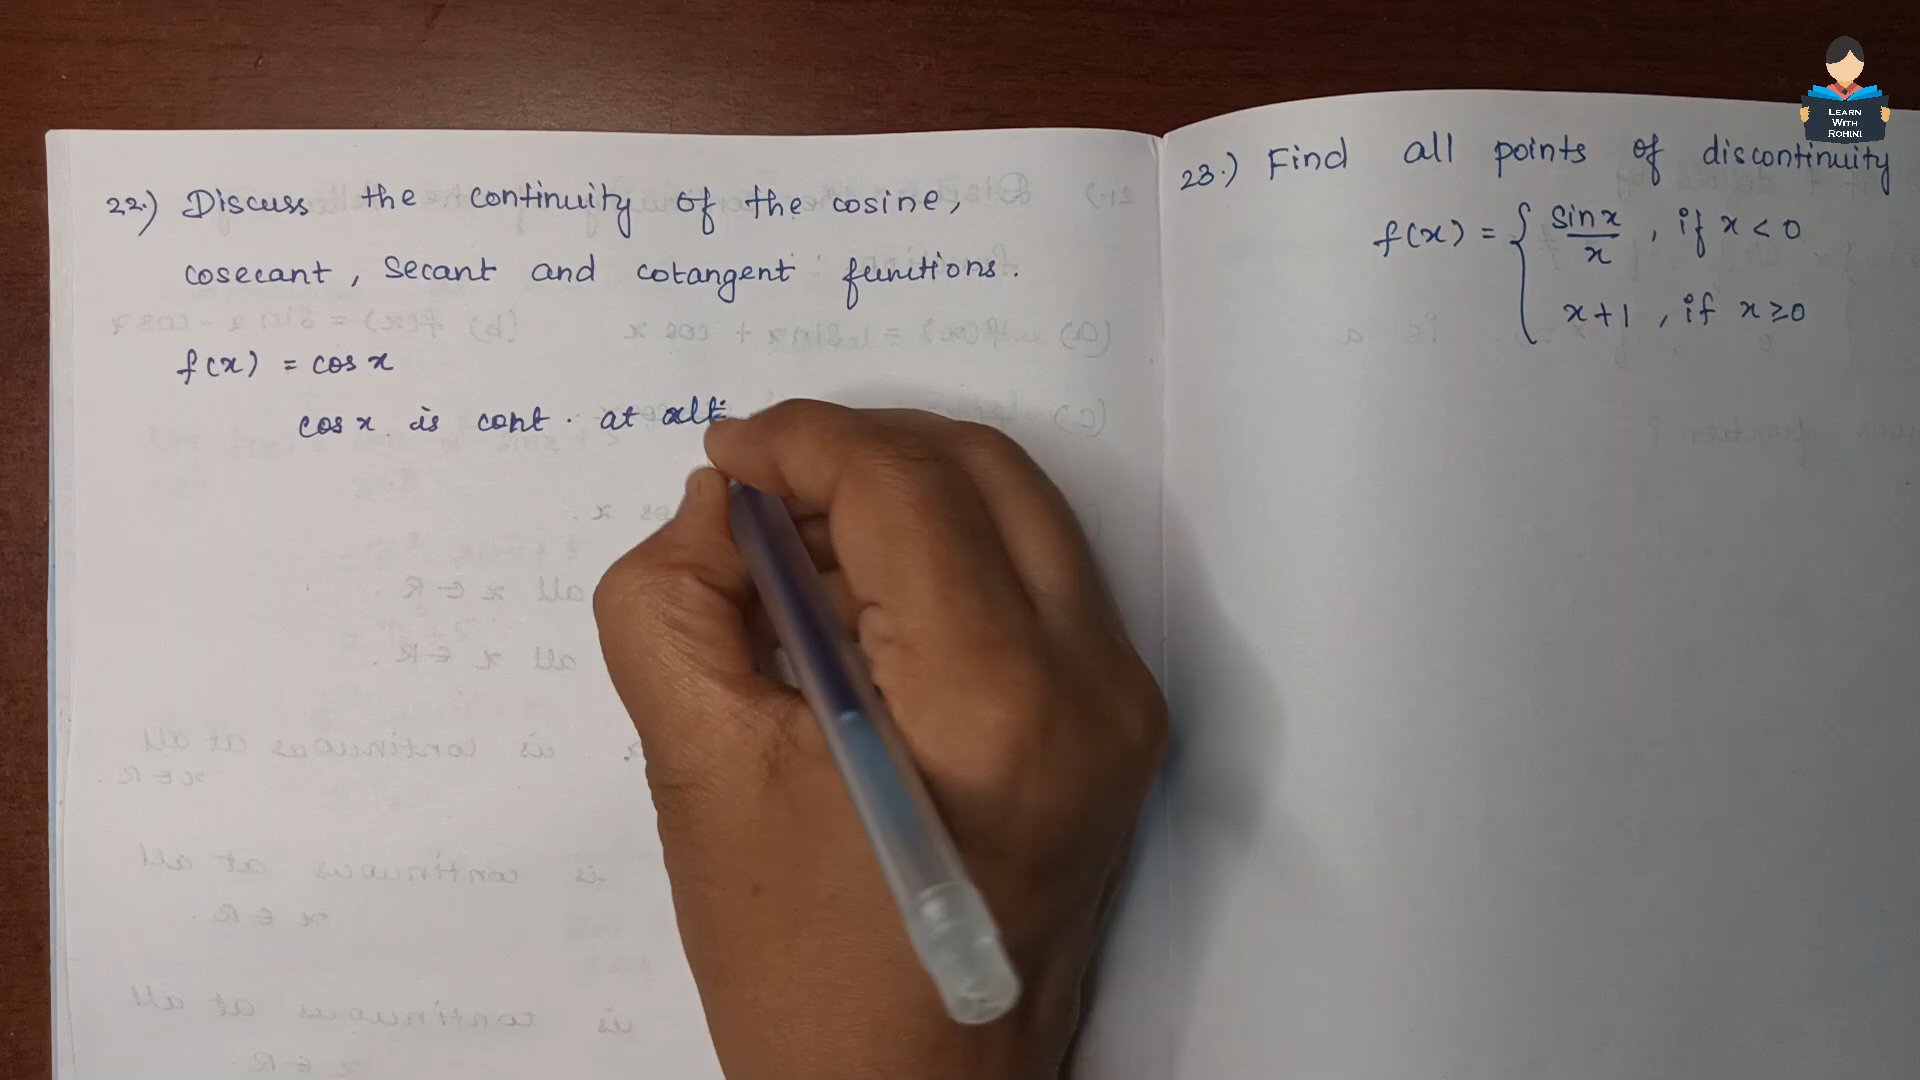 22.) Discuss the continuity of the cosine,
cosecant, secant and cotangent functions.
f(x) = cos x
cos x is cont. at all
23.) Find all points of discontinuity
f(x) = { sin x / x , if x < 0
x+1 , if x ≥ 0
LEARN
WITH
ROHINI